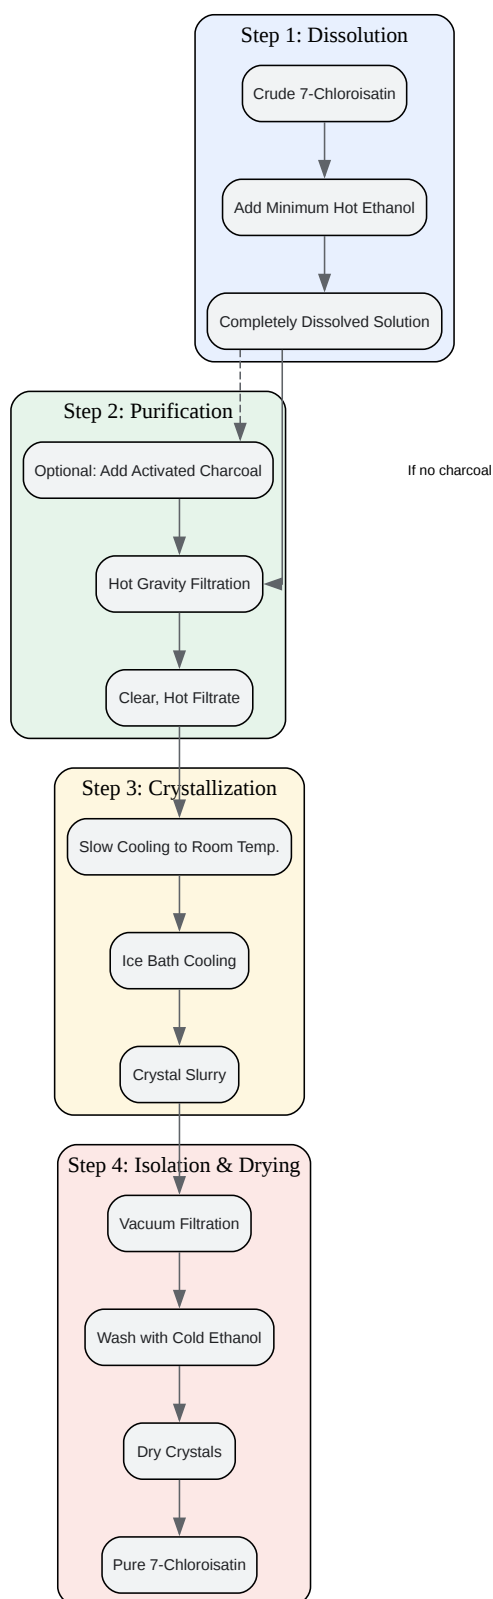 Step 1: Dissolution
Crude 7-Chloroisatin
Add Minimum Hot Ethanol
Completely Dissolved Solution
Step 2: Purification
Optional: Add Activated Charcoal
If no charcoal
Hot Gravity Filtration
Clear, Hot Filtrate
Step 3: Crystallization
Slow Cooling to Room Temp.
Ice Bath Cooling
Crystal Slurry
Step 4: Isolation & Drying
Vacuum Filtration
Wash with Cold Ethanol
Dry Crystals
Pure 7-Chloroisatin